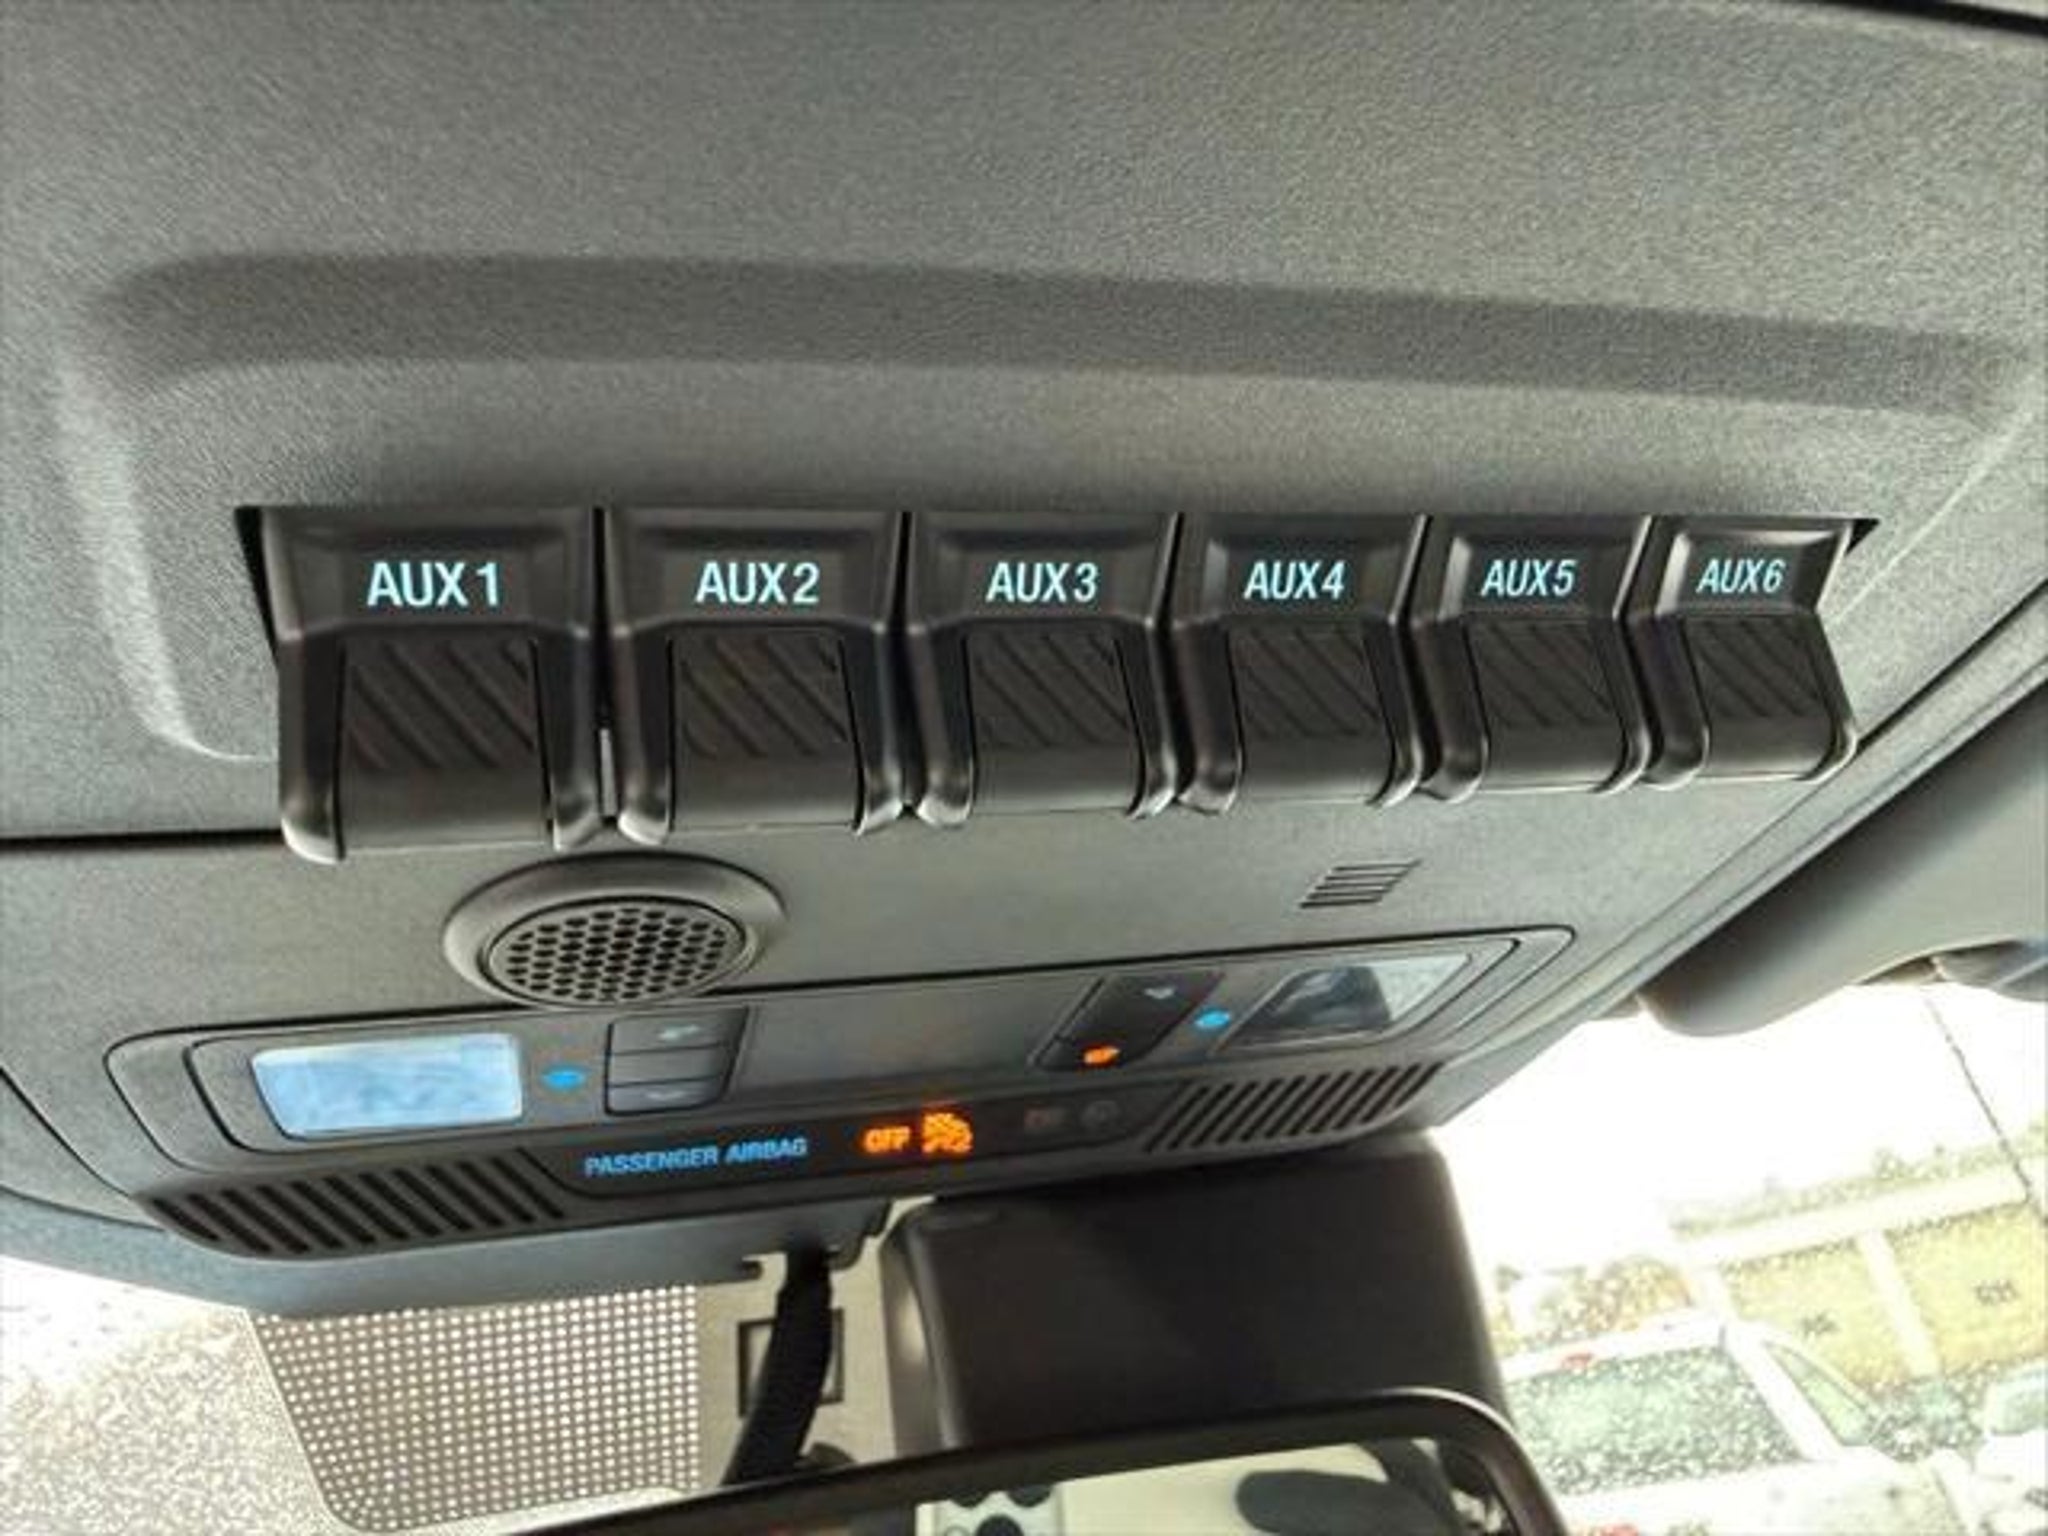 AUX1 AUX2 AUX3 AUX4 AUX5 AUX6
PASSENGER AIRBAG OFF